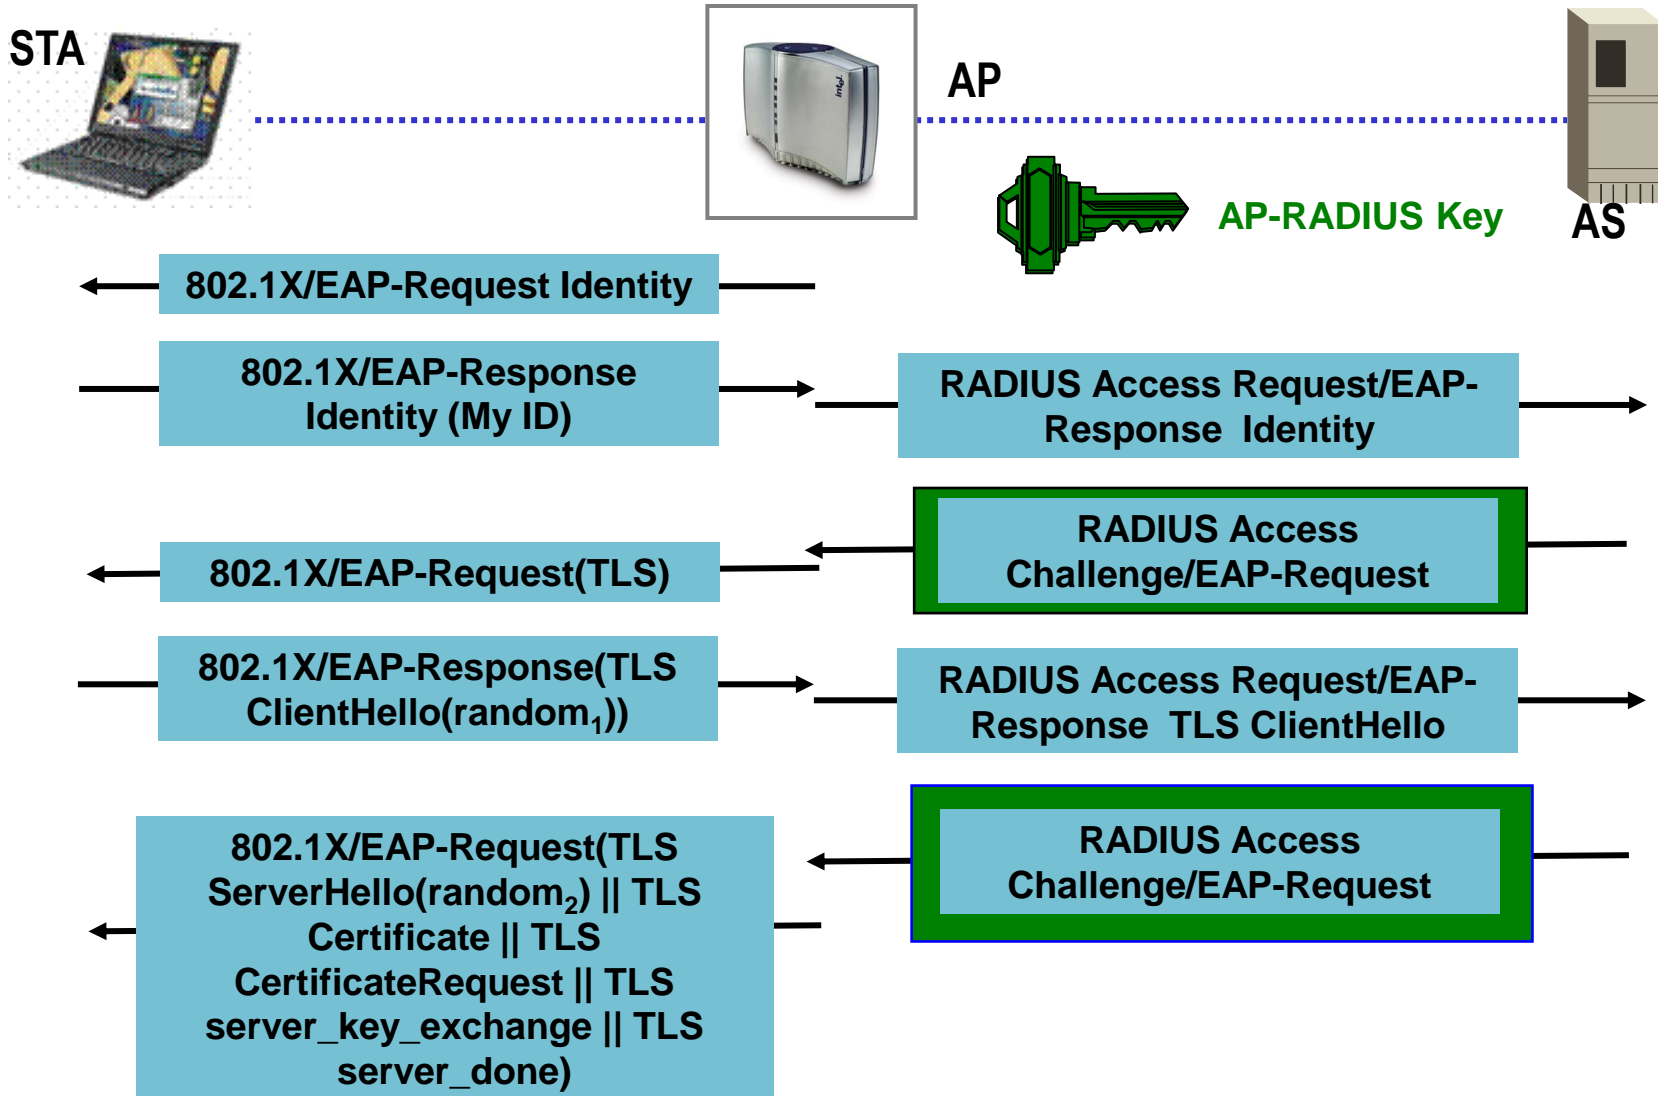 STA
intel.
AP
AP-RADIUS Key
AS
802.1X/EAP-Request Identity
802.1X/EAP-Response
Identity (My ID)
RADIUS Access Request/EAP-
Response Identity
RADIUS Access
Challenge/EAP-Request
802.1X/EAP-Request(TLS)
802.1X/EAP-Response(TLS
ClientHello(random₁))
RADIUS Access Request/EAP-
Response TLS ClientHello
RADIUS Access
Challenge/EAP-Request
802.1X/EAP-Request(TLS
ServerHello(random₂) || TLS
Certificate || TLS
CertificateRequest || TLS
server_key_exchange || TLS
server_done)